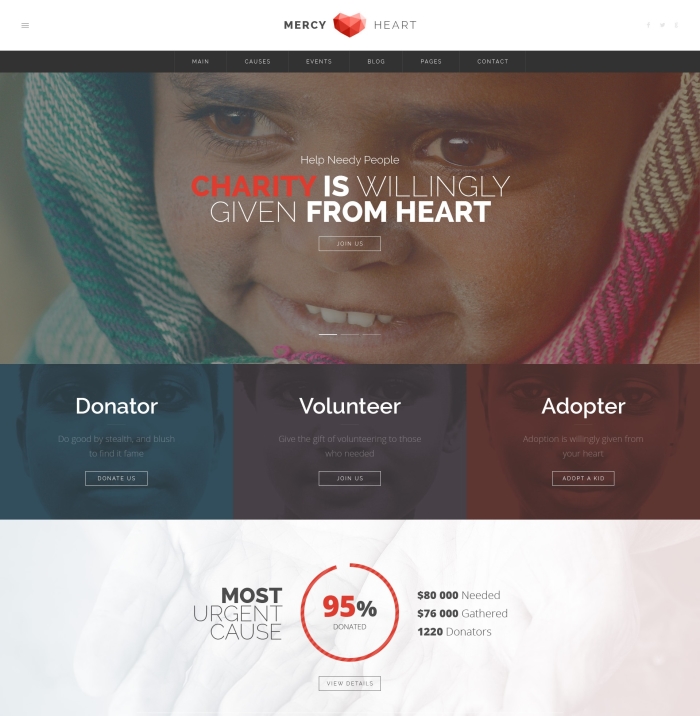 MERCY HEART
MAIN CAUSES EVENTS BLOG PAGES CONTACT
Help Needy People
CHARITY IS WILLINGLY
GIVEN FROM HEART
JOIN US
Donator
Do good by stealth, and blush
to find it fame
DONATE US
Volunteer
Give the gift of volunteering to those
who needed
JOIN US
Adopter
Adoption is willingly given from
your heart
ADOPT A KID
MOST
URGENT
CAUSE
95%
DONATED
$80 000 Needed
$76 000 Gathered
1220 Donators
VIEW DETAILS